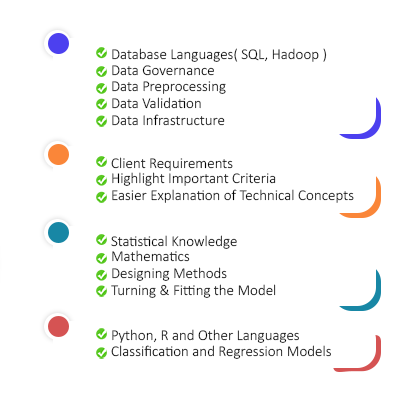 Database Languages( SQL, Hadoop )
Data Governance
Data Preprocessing
Data Validation
Data Infrastructure
Client Requirements
Highlight Important Criteria
Easier Explanation of Technical Concepts
Statistical Knowledge
Mathematics
Designing Methods
Turning & Fitting the Model
Python, R and Other Languages
Classification and Regression Models